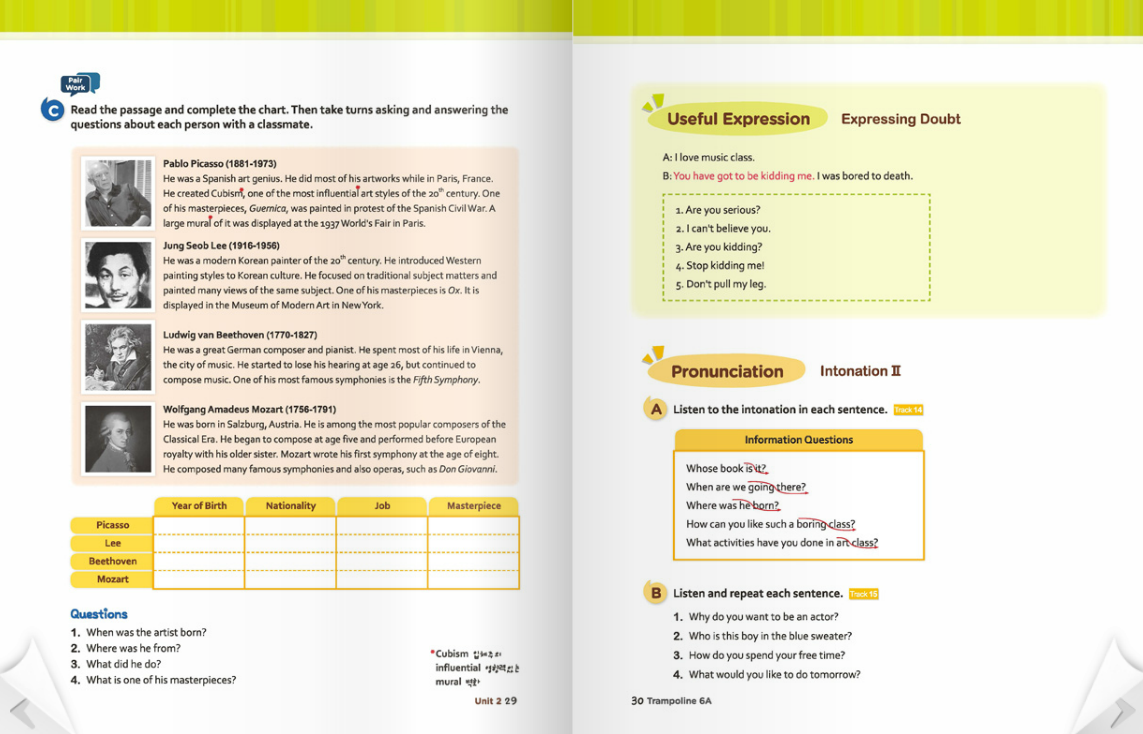 Pair
Work
C
Read the passage and complete the chart. Then take turns asking and answering the
questions about each person with a classmate.
Pablo Picasso (1881-1973)
He was a Spanish art genius. He did most of his artworks while in Paris, France.
He created Cubism, one of the most influential art styles of the 20th century. One
of his masterpieces, Guernica, was painted in protest of the Spanish Civil War. A
large mural of it was displayed at the 1937 World's Fair in Paris.
Jung Seob Lee (1916-1956)
He was a modern Korean painter of the 20th century. He introduced Western
painting styles to Korean culture. He focused on traditional subject matters and
painted many views of the same subject. One of his masterpieces is Ox. It is
displayed in the Museum of Modern Art in New York.
Ludwig van Beethoven (1770-1827)
He was a great German composer and pianist. He spent most of his life in Vienna,
the city of music. He started to lose his hearing at age 26, but continued to
compose music. One of his most famous symphonies is the Fifth Symphony.
Wolfgang Amadeus Mozart (1756-1791)
He was born in Salzburg, Austria. He is among the most popular composers of the
Classical Era. He began to compose at age five and performed before European
royalty with his older sister. Mozart wrote his first symphony at the age of eight.
He composed many famous symphonies and also operas, such as Don Giovanni.
Year of Birth Nationality Job Masterpiece
Picasso
Lee
Beethoven
Mozart
Questions
1. When was the artist born?
2. Where was he from?
3. What did he do?
4. What is one of his masterpieces?
*Cubism
influential
mural 벽화
Unit 2 29
Useful Expression Expressing Doubt
A: I love music class.
B: You have got to be kidding me. I was bored to death.
1. Are you serious?
2. I can't believe you.
3. Are you kidding?
4. Stop kidding me!
5. Don't pull my leg.
Pronunciation Intonation II
A Listen to the intonation in each sentence. Track 14
Information Questions
Whose book is it?
When are we going there?
Where was he born?
How can you like such a boring class?
What activities have you done in art class?
B Listen and repeat each sentence. Track 15
1. Why do you want to be an actor?
2. Who is this boy in the blue sweater?
3. How do you spend your free time?
4. What would you like to do tomorrow?
30 Trampoline 6A